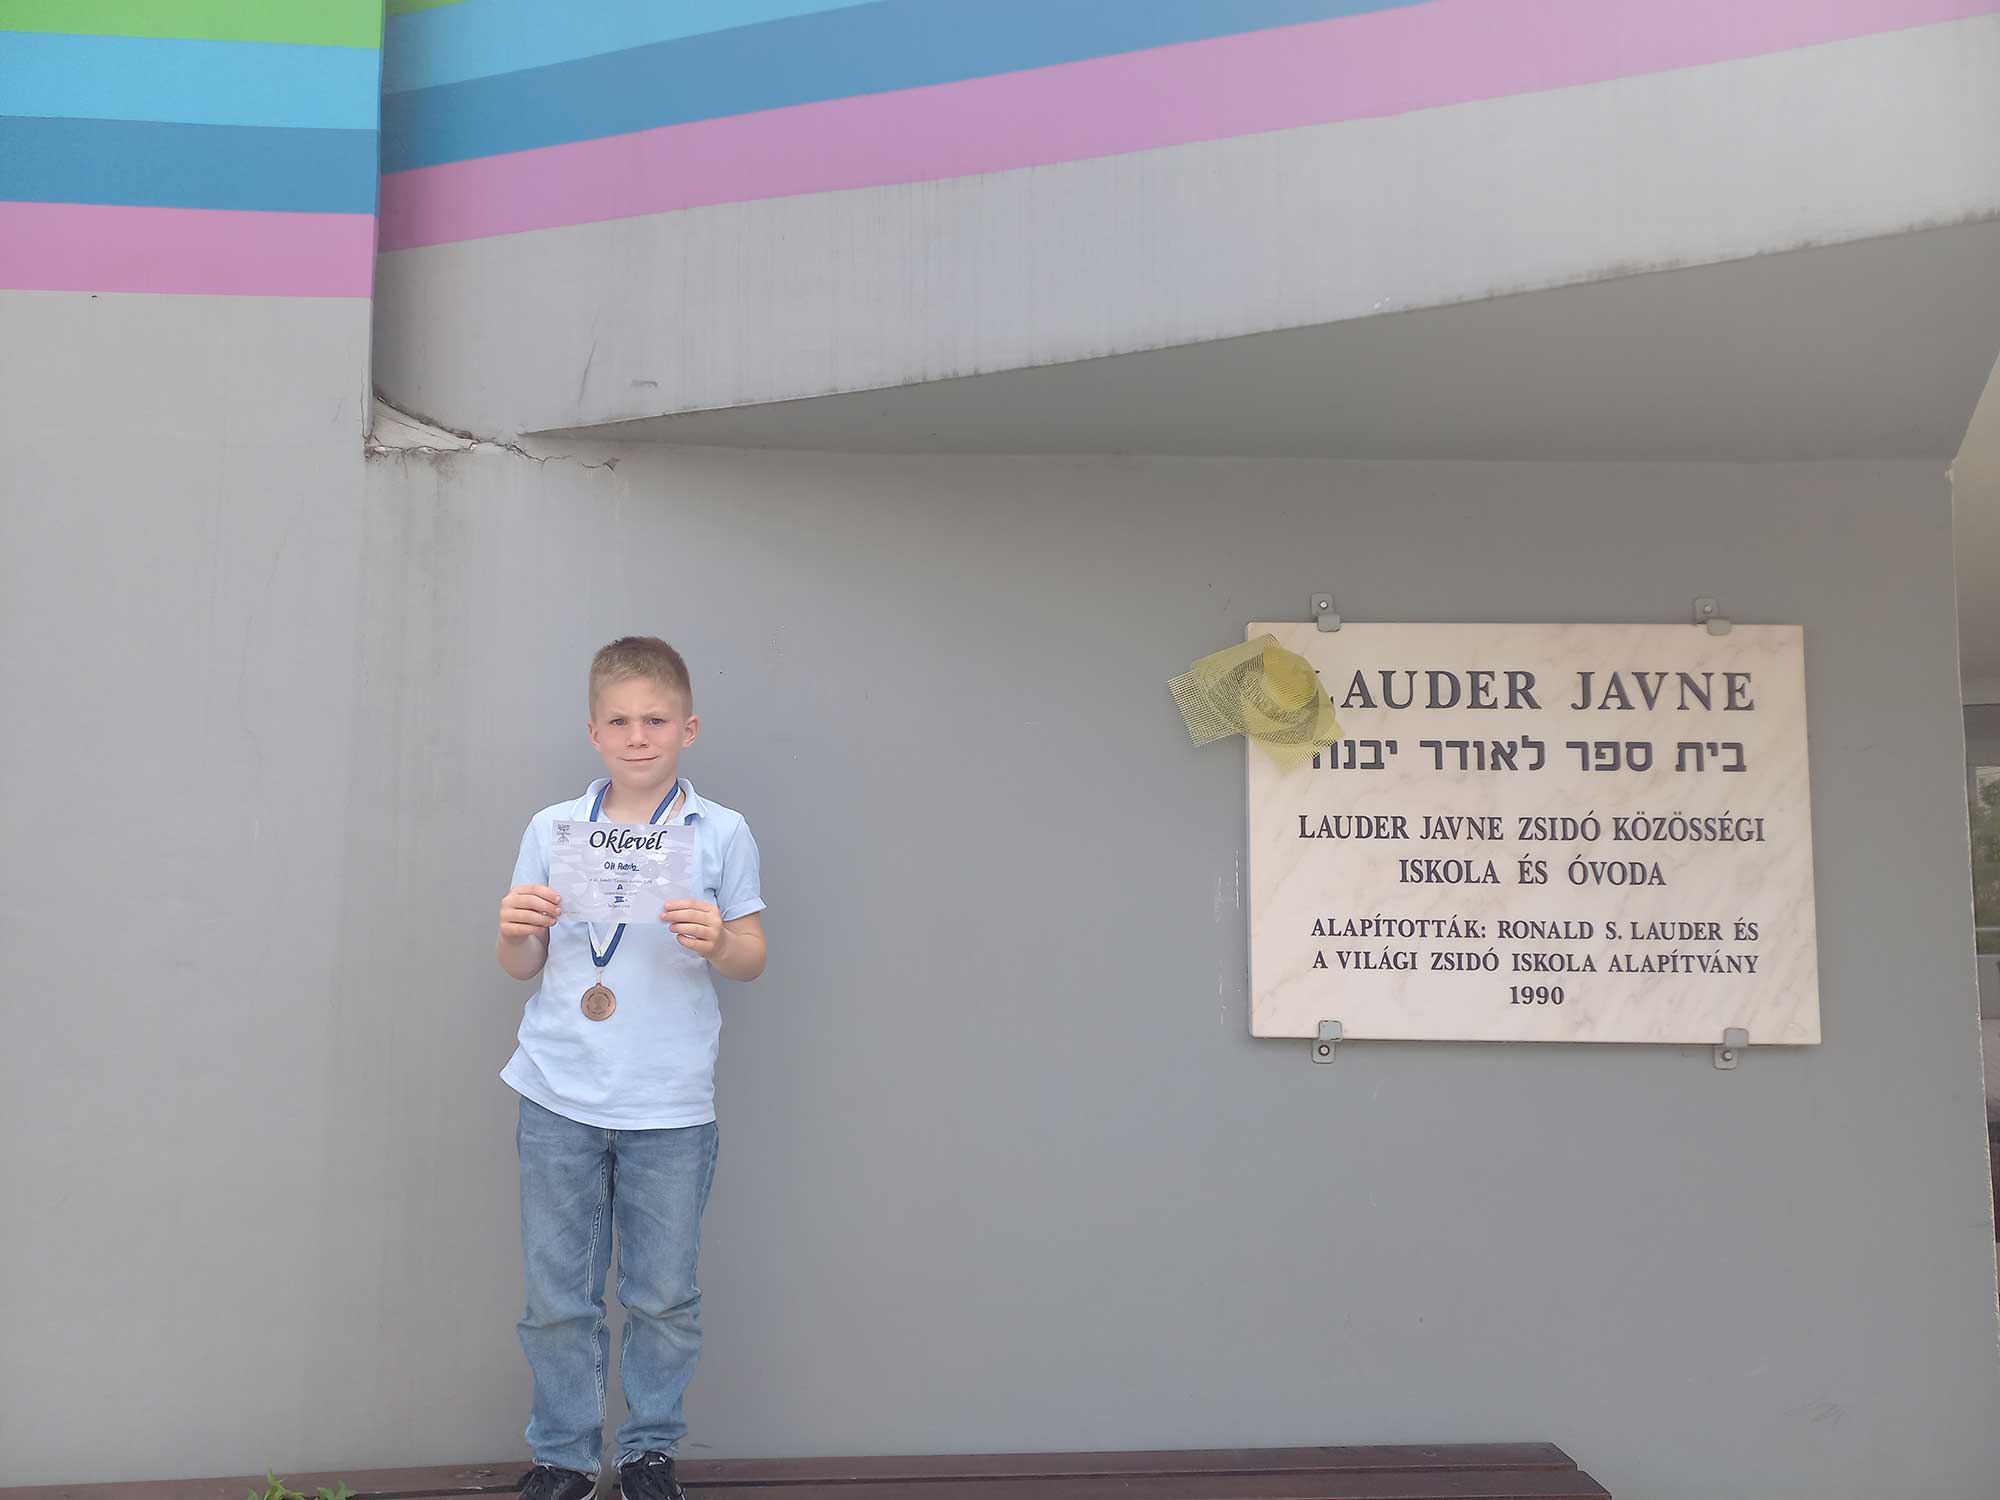 Oklevél
LAUDER JAVNE
בית ספר לאודר יבנה
LAUDER JAVNE ZSIDÓ KÖZÖSSÉGI
ISKOLA ÉS ÓVODA
ALAPÍTOTTÁK: RONALD S. LAUDER ÉS
A VILÁGI ZSIDÓ ISKOLA ALAPÍTVÁNY
1990